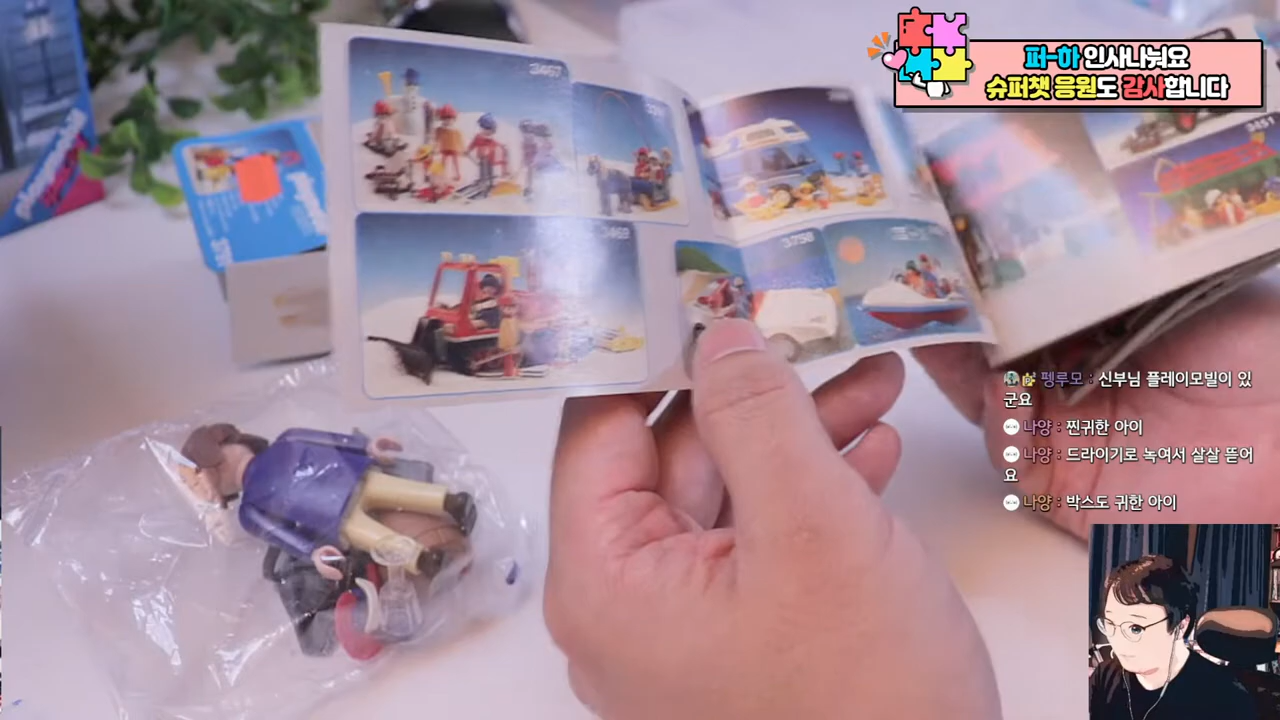 퍼-하 인사나눠요
슈퍼챗 응원도 감사합니다
3467
3469
3756
3451
playmobil
펭루모 : 신부님 플레이모빌이 있
군요
나양 : 찐귀한 아이
나양 : 드라이기로 녹여서 살살 뜯어
요
나양 : 박스도 귀한 아이